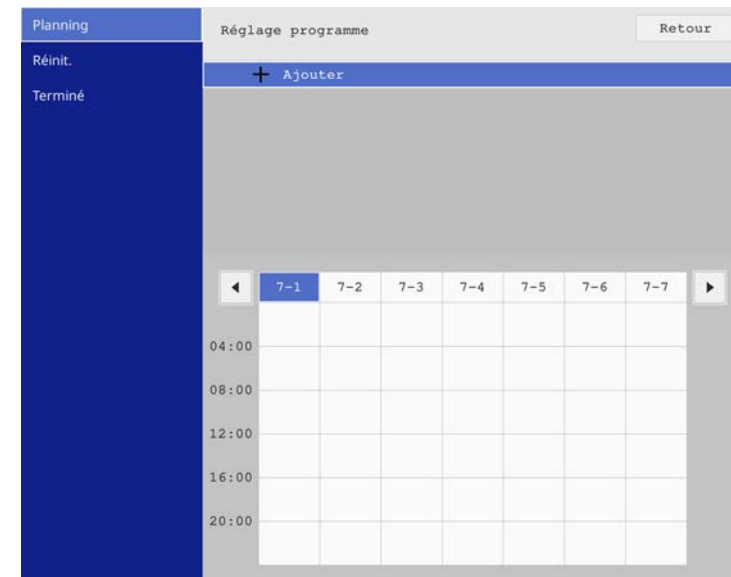 Planning
Réinit.
Terminé
Réglage programme
Retour
+ Ajouter
7-1 7-2 7-3 7-4 7-5 7-6 7-7
04:00
08:00
12:00
16:00
20:00